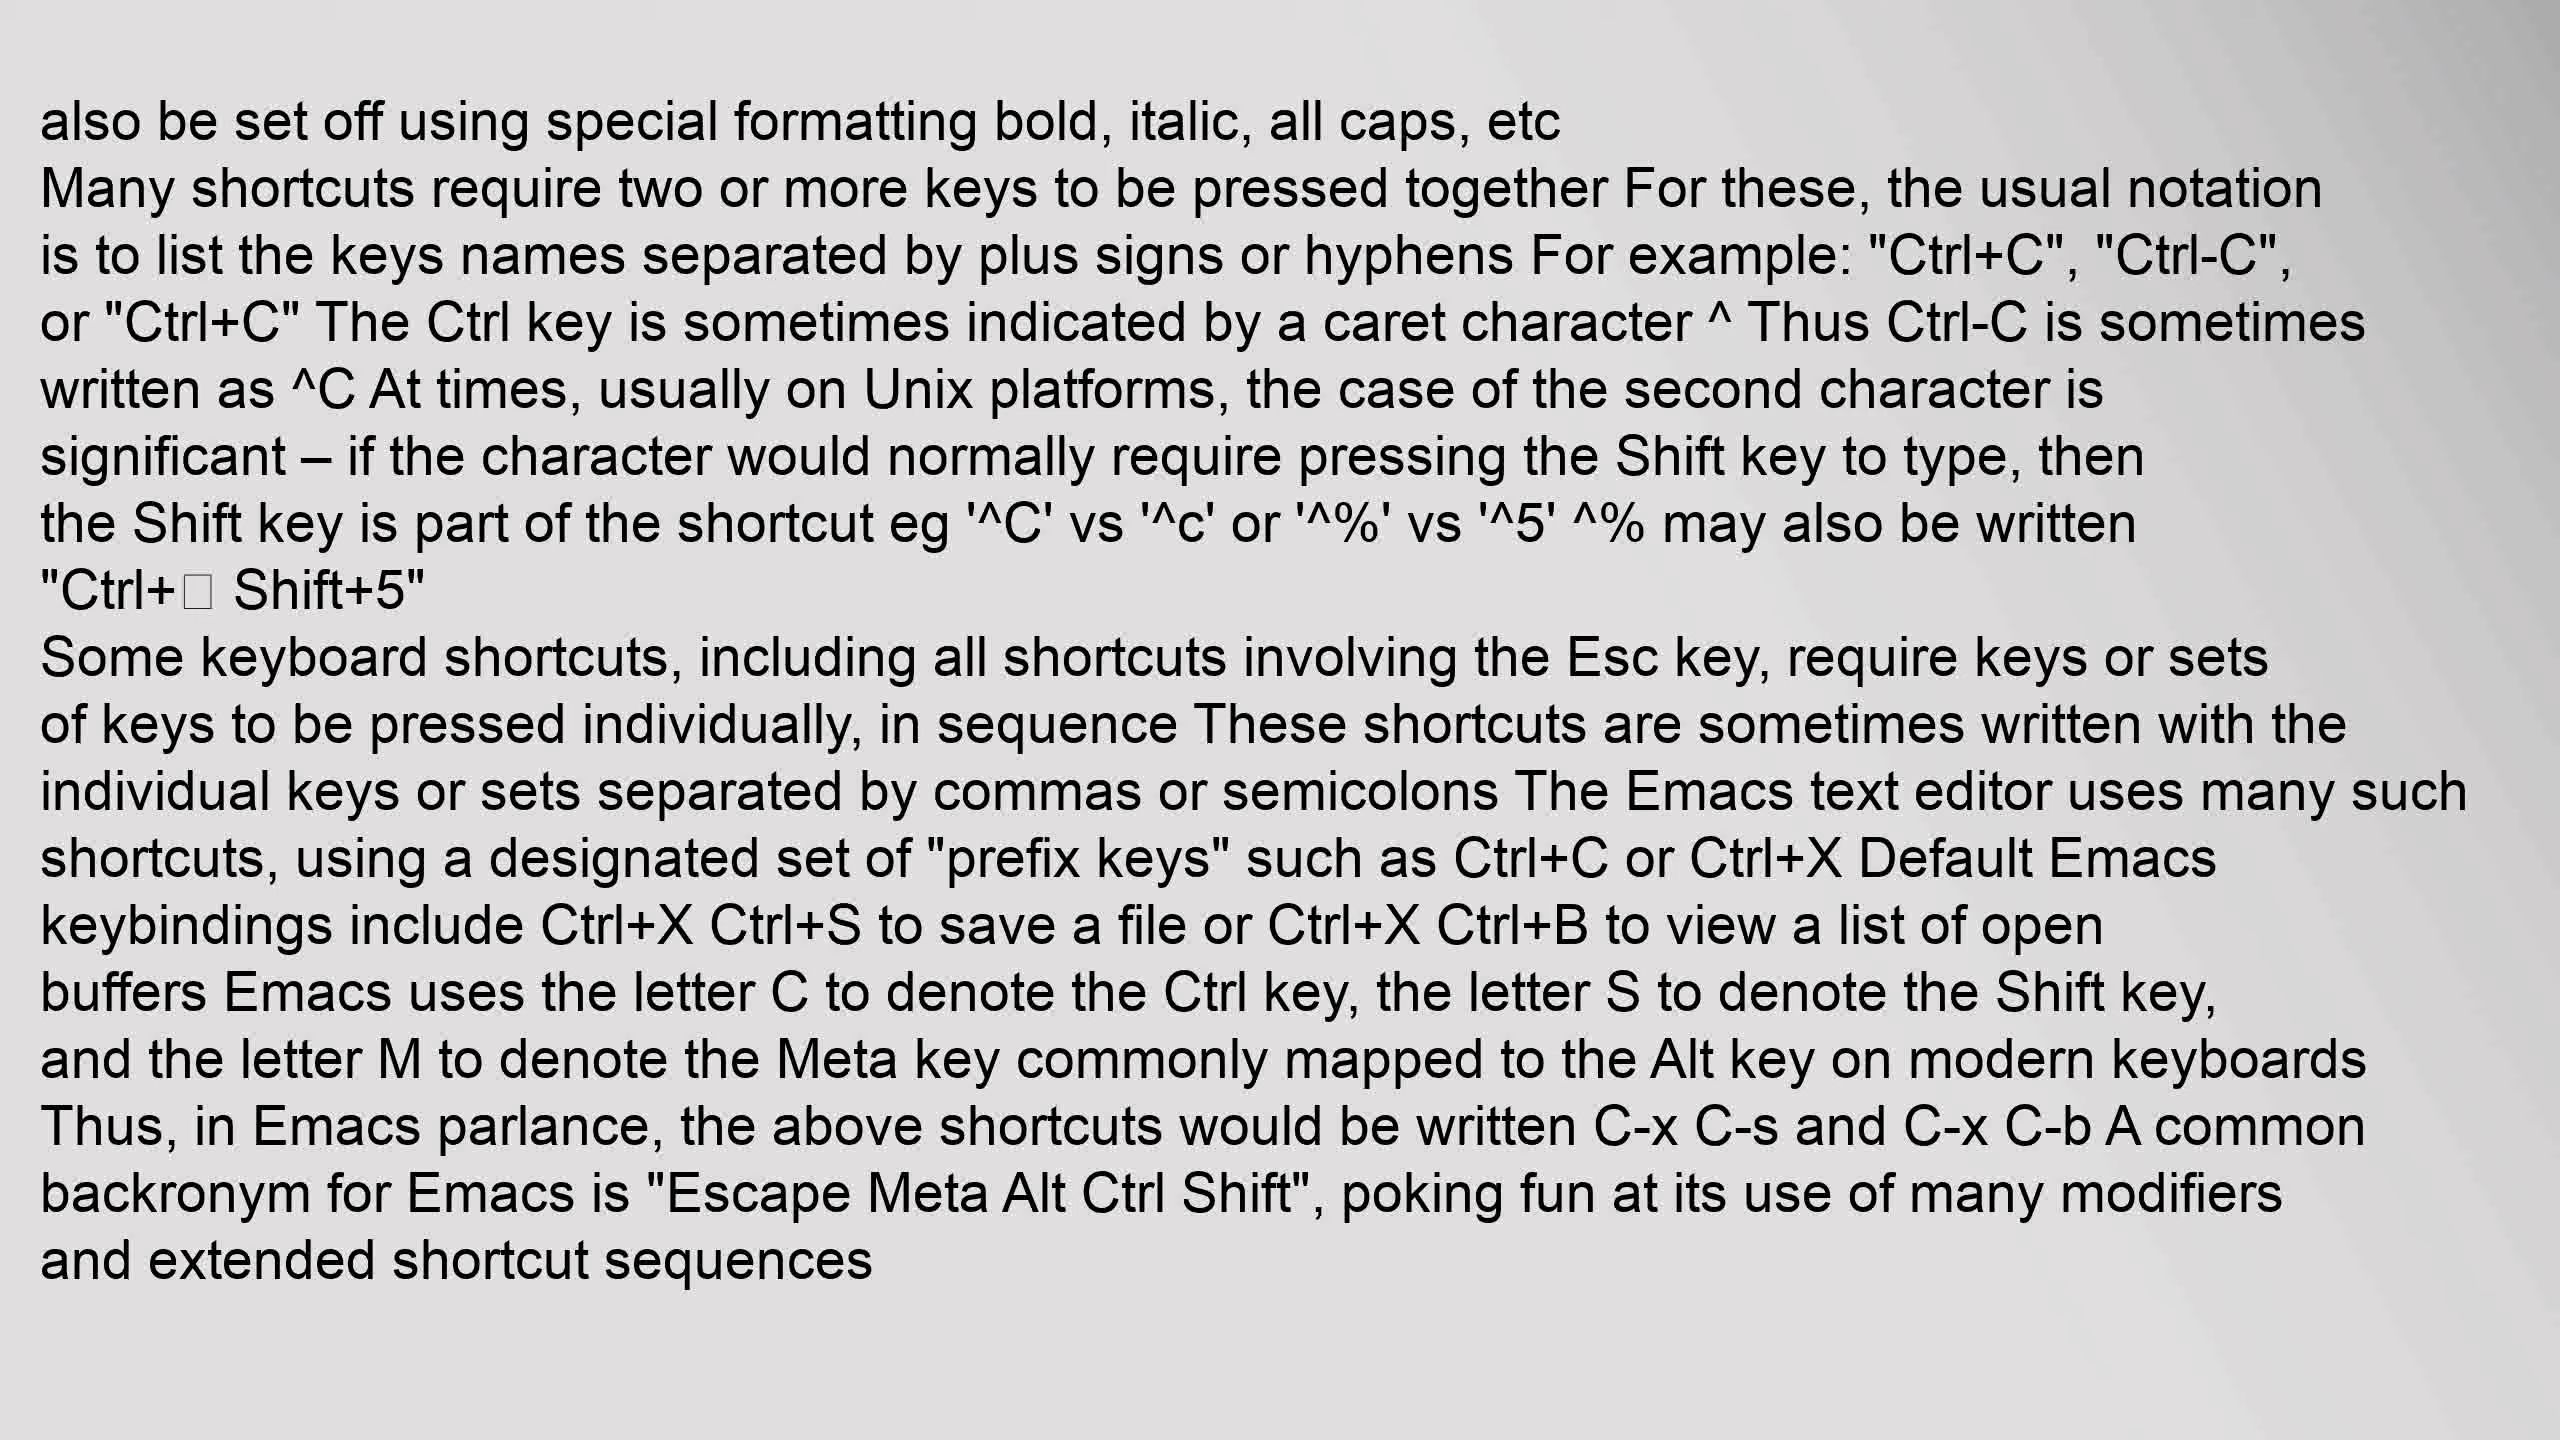 also be set off using special formatting bold, italic, all caps, etc
Many shortcuts require two or more keys to be pressed together For these, the usual notation
is to list the keys names separated by plus signs or hyphens For example: "Ctrl+C", "Ctrl-C",
or "Ctrl+C" The Ctrl key is sometimes indicated by a caret character ^ Thus Ctrl-C is sometimes
written as ^C At times, usually on Unix platforms, the case of the second character is
significant – if the character would normally require pressing the Shift key to type, then
the Shift key is part of the shortcut eg '^C' vs '^c' or '^%' vs '^5' ^% may also be written
"Ctrl+□ Shift+5"
Some keyboard shortcuts, including all shortcuts involving the Esc key, require keys or sets
of keys to be pressed individually, in sequence These shortcuts are sometimes written with the
individual keys or sets separated by commas or semicolons The Emacs text editor uses many such
shortcuts, using a designated set of "prefix keys" such as Ctrl+C or Ctrl+X Default Emacs
keybindings include Ctrl+X Ctrl+S to save a file or Ctrl+X Ctrl+B to view a list of open
buffers Emacs uses the letter C to denote the Ctrl key, the letter S to denote the Shift key,
and the letter M to denote the Meta key commonly mapped to the Alt key on modern keyboards
Thus, in Emacs parlance, the above shortcuts would be written C-x C-s and C-x C-b A common
backronym for Emacs is "Escape Meta Alt Ctrl Shift", poking fun at its use of many modifiers
and extended shortcut sequences